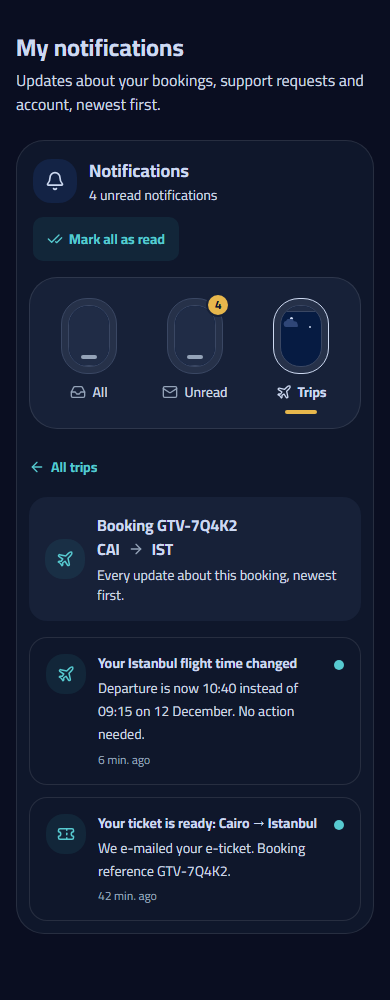 My notifications
Updates about your bookings, support requests and
account, newest first.
Notifications
4 unread notifications
Mark all as read
4
All
Unread
Trips
← All trips
Booking GTV-7Q4K2
CAI → IST
Every update about this booking, newest
first.
Your Istanbul flight time changed
Departure is now 10:40 instead of
09:15 on 12 December. No action
needed.
6 min. ago
Your ticket is ready: Cairo → Istanbul
We e-mailed your e-ticket. Booking
reference GTV-7Q4K2.
42 min. ago